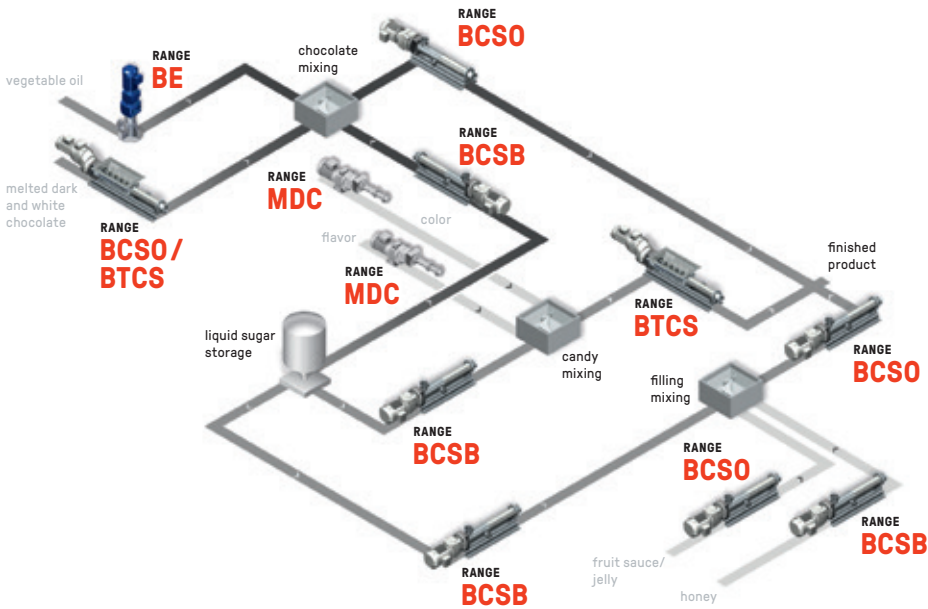 RANGE
BCSO
RANGE
BE
chocolate
mixing
vegetable oil
RANGE
BCSB
RANGE
MDC
melted dark
and white
chocolate
color
RANGE
BCSO/
BTCS
flavor
RANGE
MDC
finished
product
RANGE
BTCS
liquid sugar
storage
candy
mixing
RANGE
BCSO
filling
mixing
RANGE
BCSB
RANGE
BCSO
RANGE
BCSB
fruit sauce/
jelly
RANGE
BCSB
honey